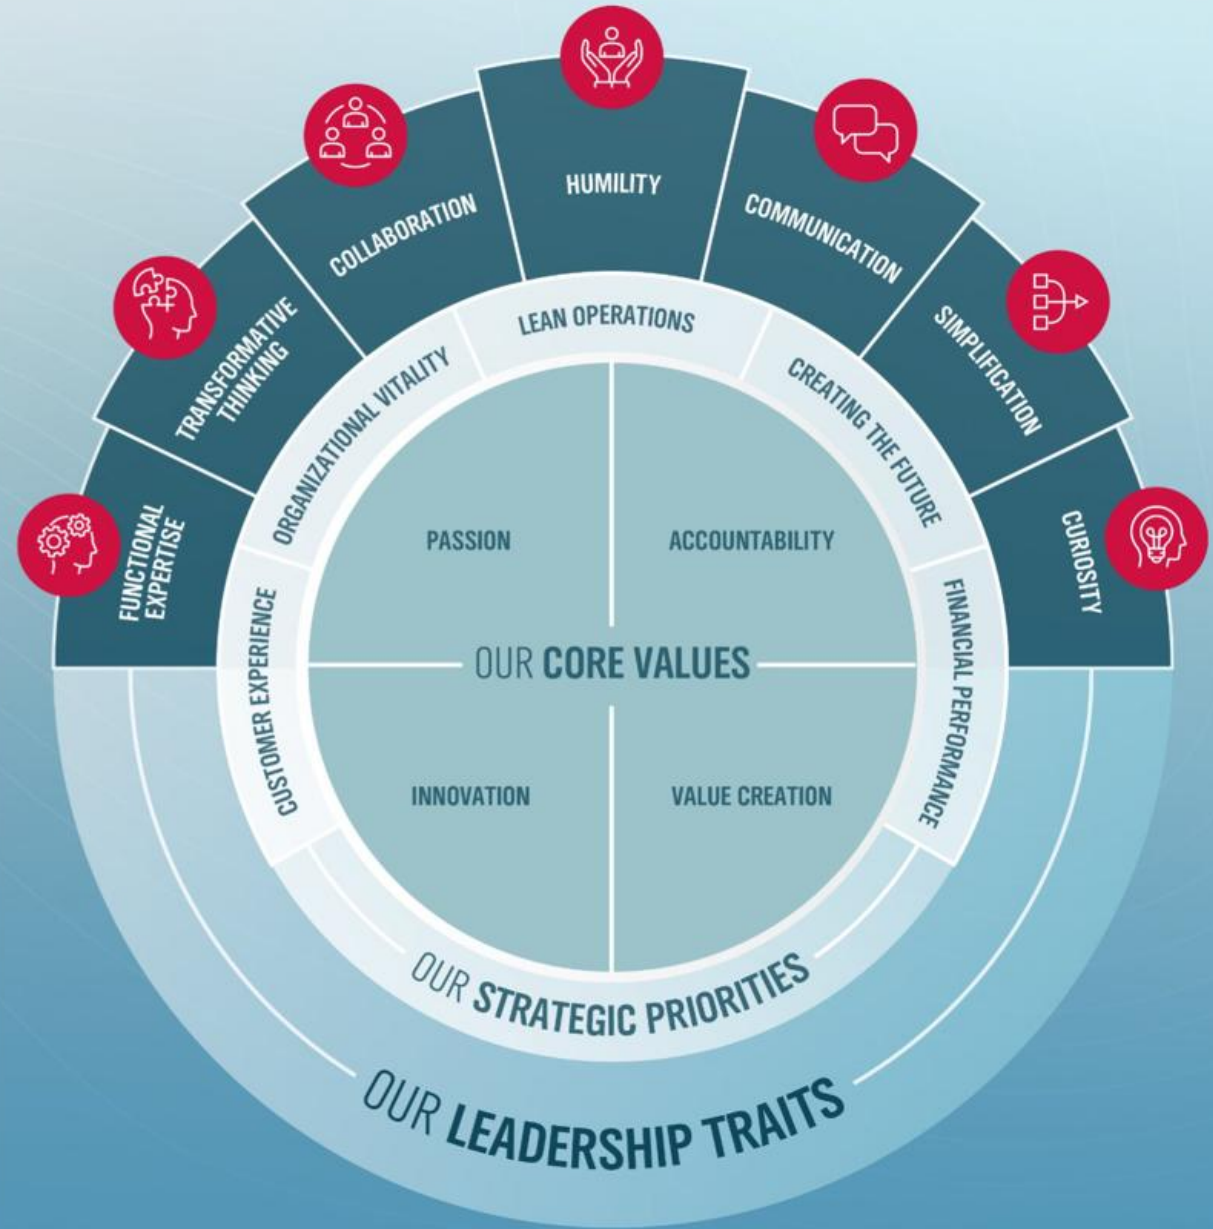 HUMILITY
COLLABORATION
COMMUNICATION
TRANSFORMATIVE
THINKING
SIMPLIFICATION
FUNCTIONAL
EXPERTISE
CURIOSITY
LEAN OPERATIONS
ORGANIZATIONAL VITALITY
CREATING THE FUTURE
CUSTOMER EXPERIENCE
FINANCIAL PERFORMANCE
PASSION
ACCOUNTABILITY
OUR CORE VALUES
INNOVATION
VALUE CREATION
OUR STRATEGIC PRIORITIES
OUR LEADERSHIP TRAITS